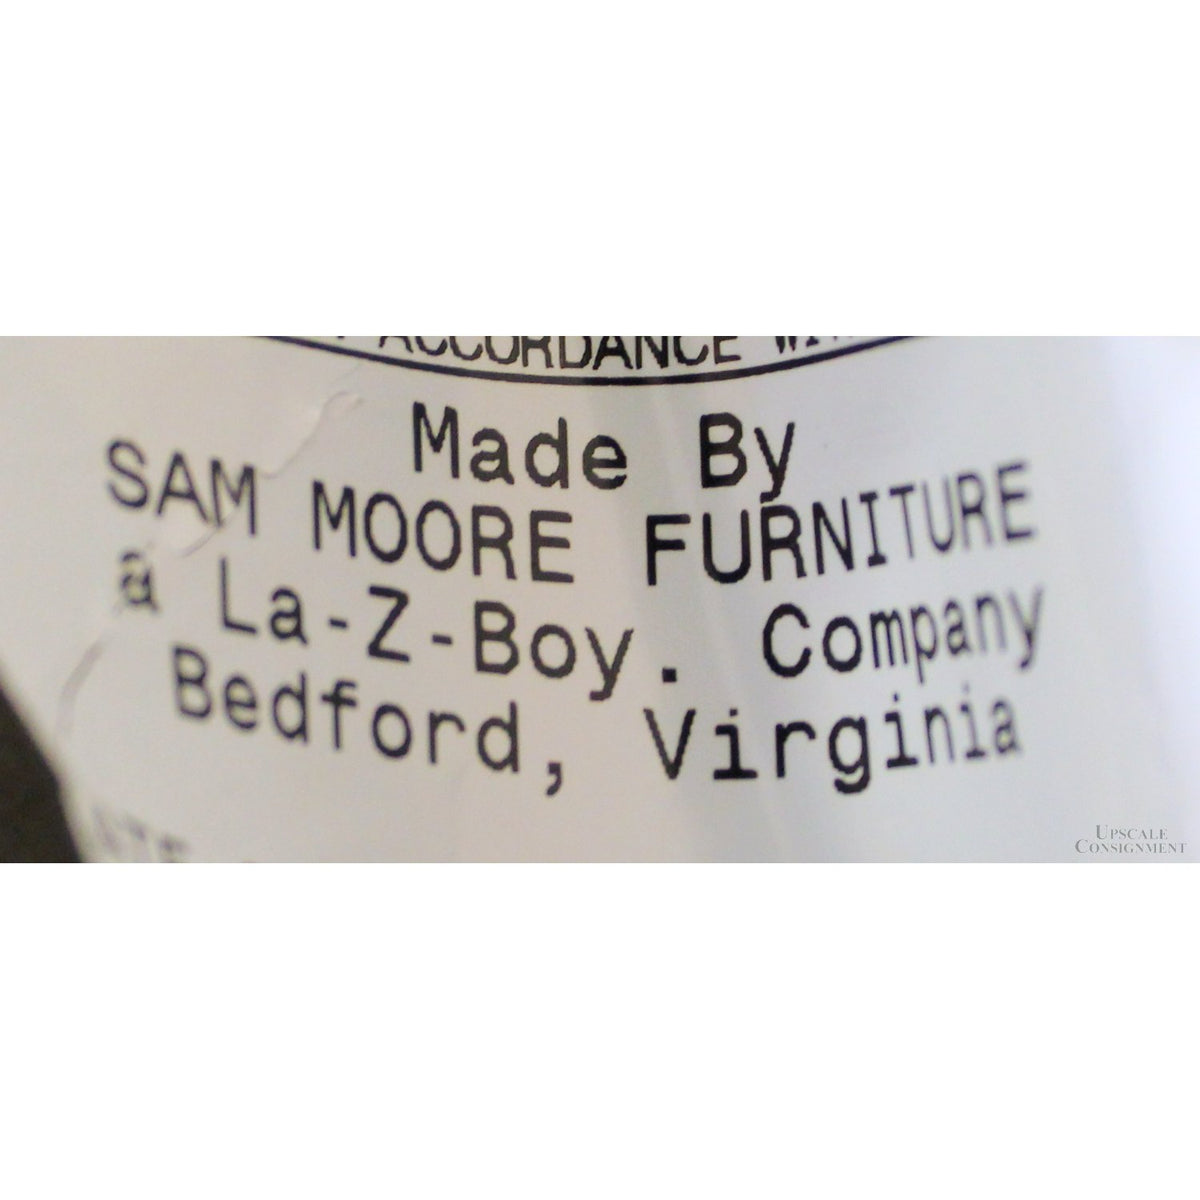 ACCORDANCE
Made By
SAM MOORE FURNITURE
a La-Z-Boy. Company
Bedford, Virginia
UPSCALE
CONSIGNMENT